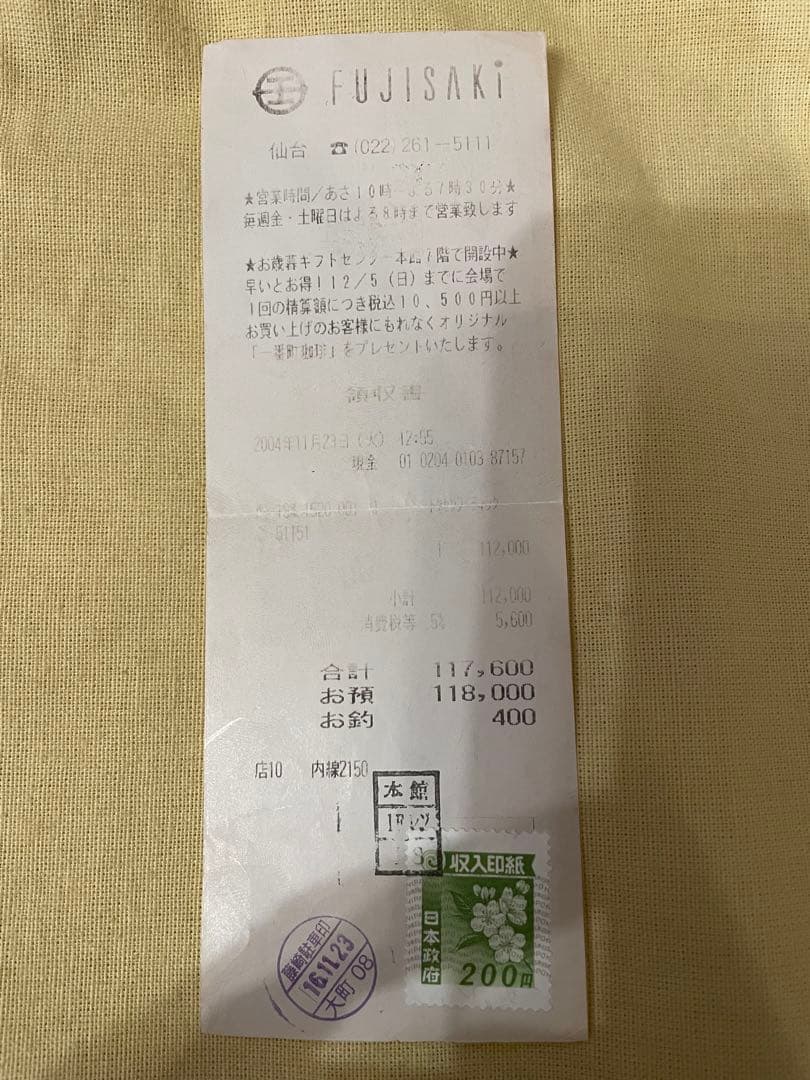 FUJISAKi
仙台 ☎(022)261-5111
★営業時間/あさ10時 よる7時30分★
毎週金・土曜日はよる8時まで営業致します
★お歳暮ギフトセンター本館7階で開設中★
早いとお得!12/5(日)までに会場で
1回の精算額につき税込10、500円以上
お買い上げのお客様にもれなくオリジナル
「一番町珈琲」をプレゼントいたします。
領収書
2004年11月23日(火) 12:55
現金 01 0204 0103 87157
51151
112,000
小計 112,000
消費税等 5% 5,600
合計 117,600
お預 118,000
お釣 400
店10 内線2150
本館
収入印紙
日本政府
200円
藤崎駐車印
16.11.23
大町 08